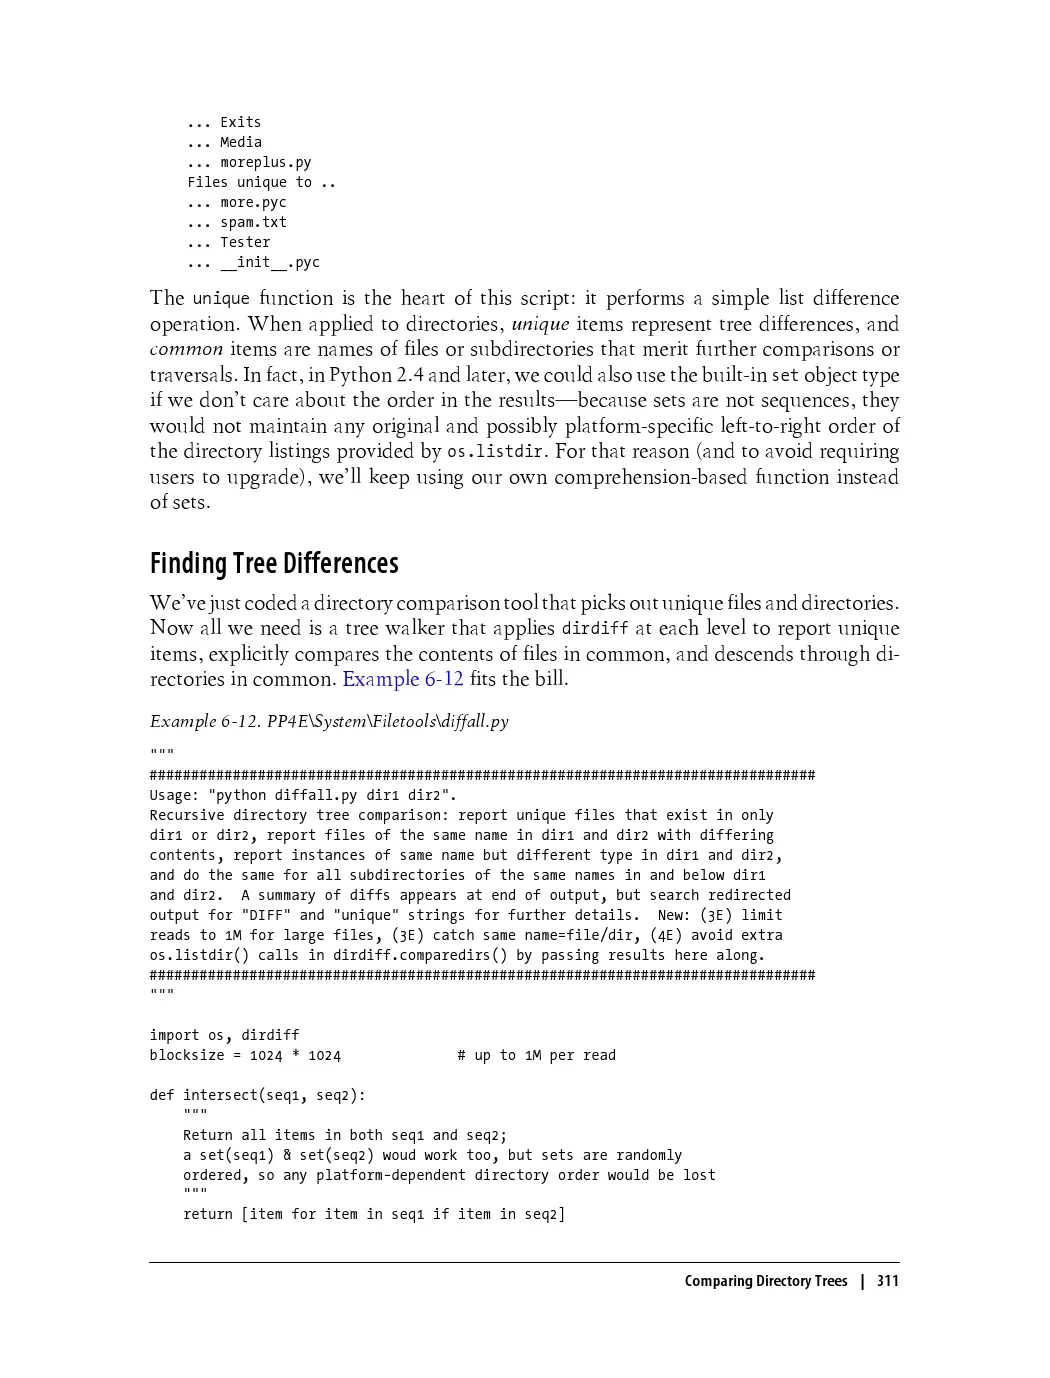 ... Exits
... Media
... moreplus.py
Files unique to ..
... more.pyc
... spam.txt
... Tester
... __init__.pyc
The unique function is the heart of this script: it performs a simple list difference
operation. When applied to directories, unique items represent tree differences, and
common items are names of files or subdirectories that merit further comparisons or
traversals. In fact, in Python 2.4 and later, we could also use the built-in set object type
if we don’t care about the order in the results—because sets are not sequences, they
would not maintain any original and possibly platform-specific left-to-right order of
the directory listings provided by os.listdir. For that reason (and to avoid requiring
users to upgrade), we’ll keep using our own comprehension-based function instead
of sets.
Finding Tree Differences
We’ve just coded a directory comparison tool that picks out unique files and directories.
Now all we need is a tree walker that applies dirdiff at each level to report unique
items, explicitly compares the contents of files in common, and descends through di-
rectories in common. Example 6-12 fits the bill.
Example 6-12. PP4E\System\Filetools\diffall.py
"""
################################################################################
Usage: "python diffall.py dir1 dir2".
Recursive directory tree comparison: report unique files that exist in only
dir1 or dir2, report files of the same name in dir1 and dir2 with differing
contents, report instances of same name but different type in dir1 and dir2,
and do the same for all subdirectories of the same names in and below dir1
and dir2.  A summary of diffs appears at end of output, but search redirected
output for "DIFF" and "unique" strings for further details.  New: (3E) limit
reads to 1M for large files, (3E) catch same name=file/dir, (4E) avoid extra
os.listdir() calls in dirdiff.comparedirs() by passing results here along.
################################################################################
"""
import os, dirdiff
blocksize = 1024 * 1024              # up to 1M per read
def intersect(seq1, seq2):
    """
    Return all items in both seq1 and seq2;
    a set(seq1) & set(seq2) woud work too, but sets are randomly
    ordered, so any platform-dependent directory order would be lost
    """
    return [item for item in seq1 if item in seq2]
Comparing Directory Trees | 311